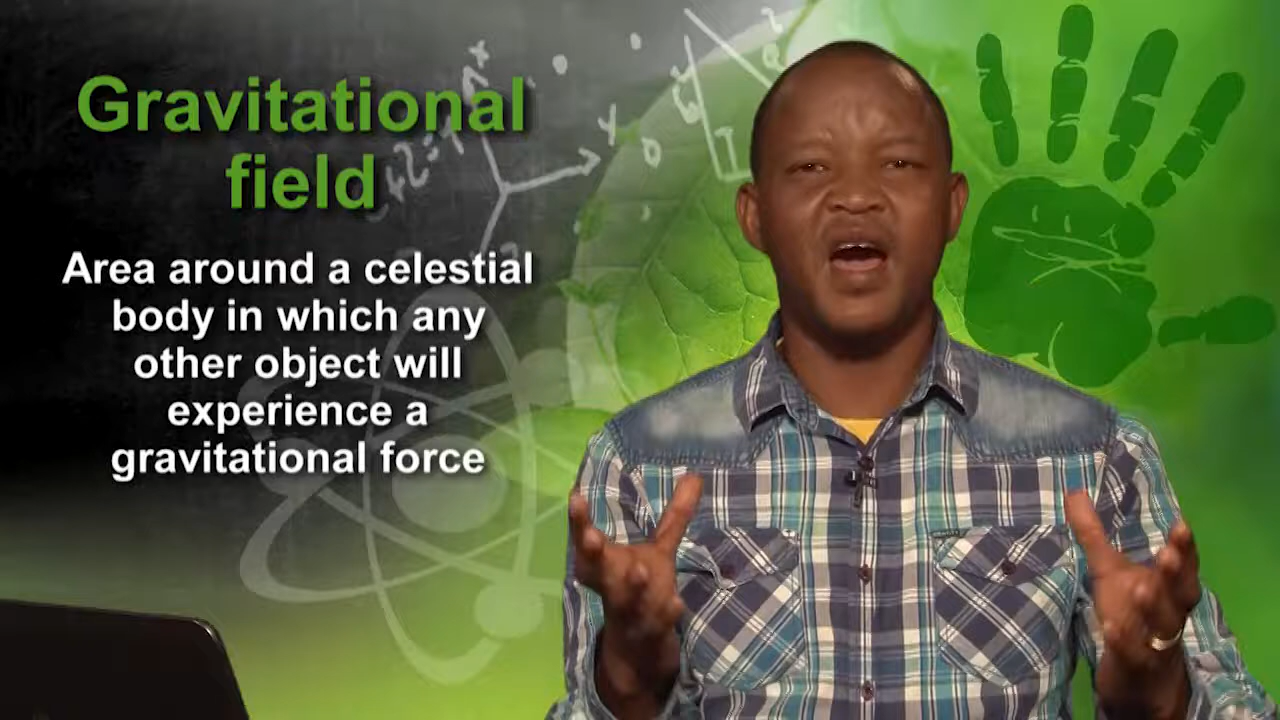 Gravitational
field
Area around a celestial
body in which any
other object will
experience a
gravitational force